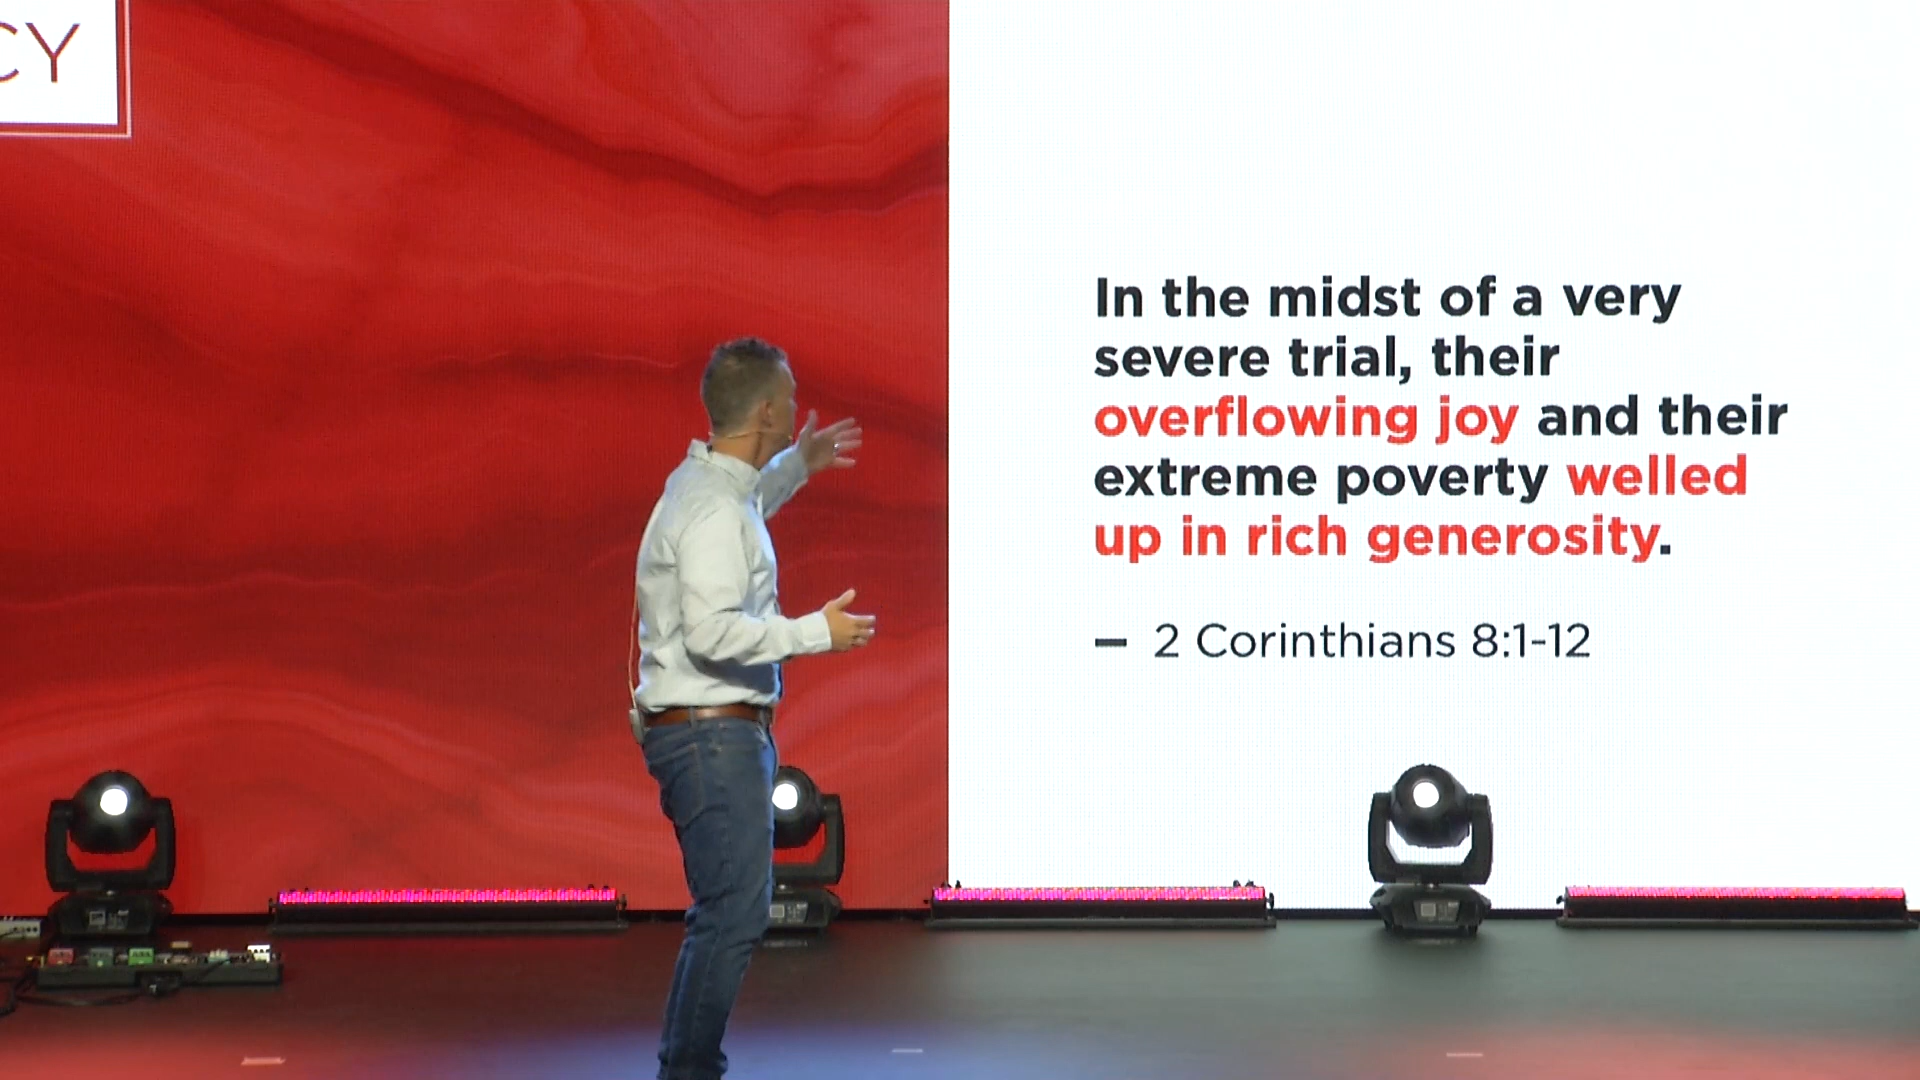 CY
In the midst of a very
severe trial, their
overflowing joy and their
extreme poverty welled
up in rich generosity.
– 2 Corinthians 8:1-12